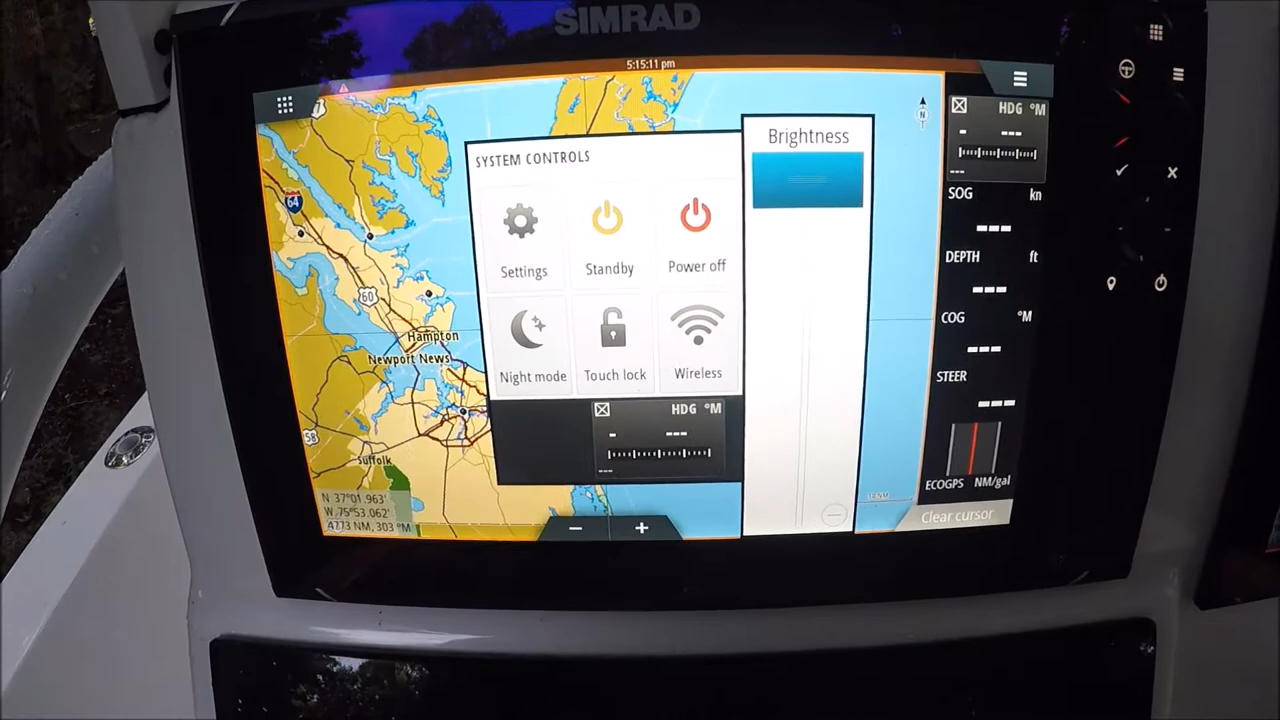 SIMRAD
5:15:11 pm
64
60
Hampton
Newport News
58
Suffolk
N 37°01.963'
W 75°53.062'
4773 NM, 303 °M
SYSTEM CONTROLS
Settings
Standby
Power off
Night mode
Touch lock
Wireless
HDG °M
- ---
---
- +
Brightness
N
HDG °M
- ---
---
SOG kn
---
DEPTH ft
---
COG °M
---
STEER
---
ECOGPS NM/gal
Clear cursor